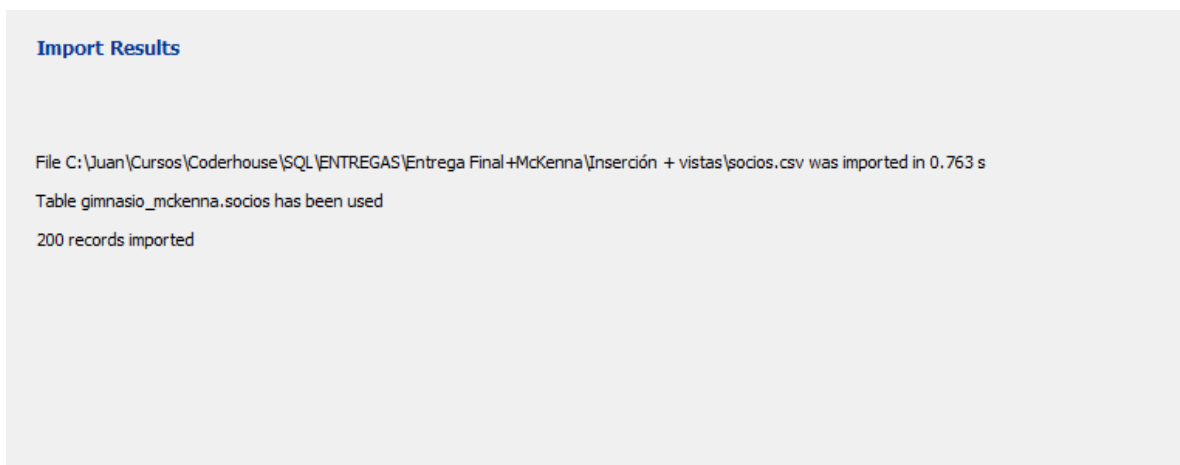 Import Results
File C:\Juan\Cursos\Coderhouse\SQL\ENTREGAS\Entrega Final+McKenna\Inserción + vistas\socios.csv was imported in 0.763 s
Table gimnasio_mckenna.socios has been used
200 records imported